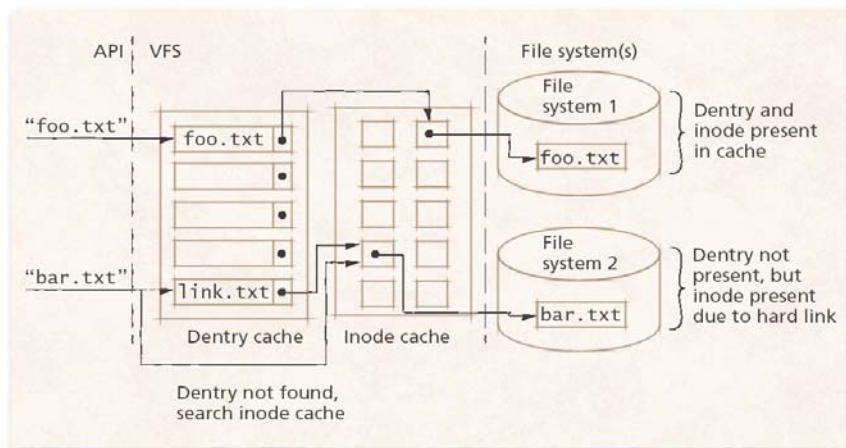 API
VFS
File system(s)
"foo.txt"
foo.txt
File
system 1
foo.txt
Dentry and
inode present
in cache
"bar.txt"
link.txt
Dentry cache
Inode cache
File
system 2
bar.txt
Dentry not
present, but
inode present
due to hard link
Dentry not found,
search inode cache